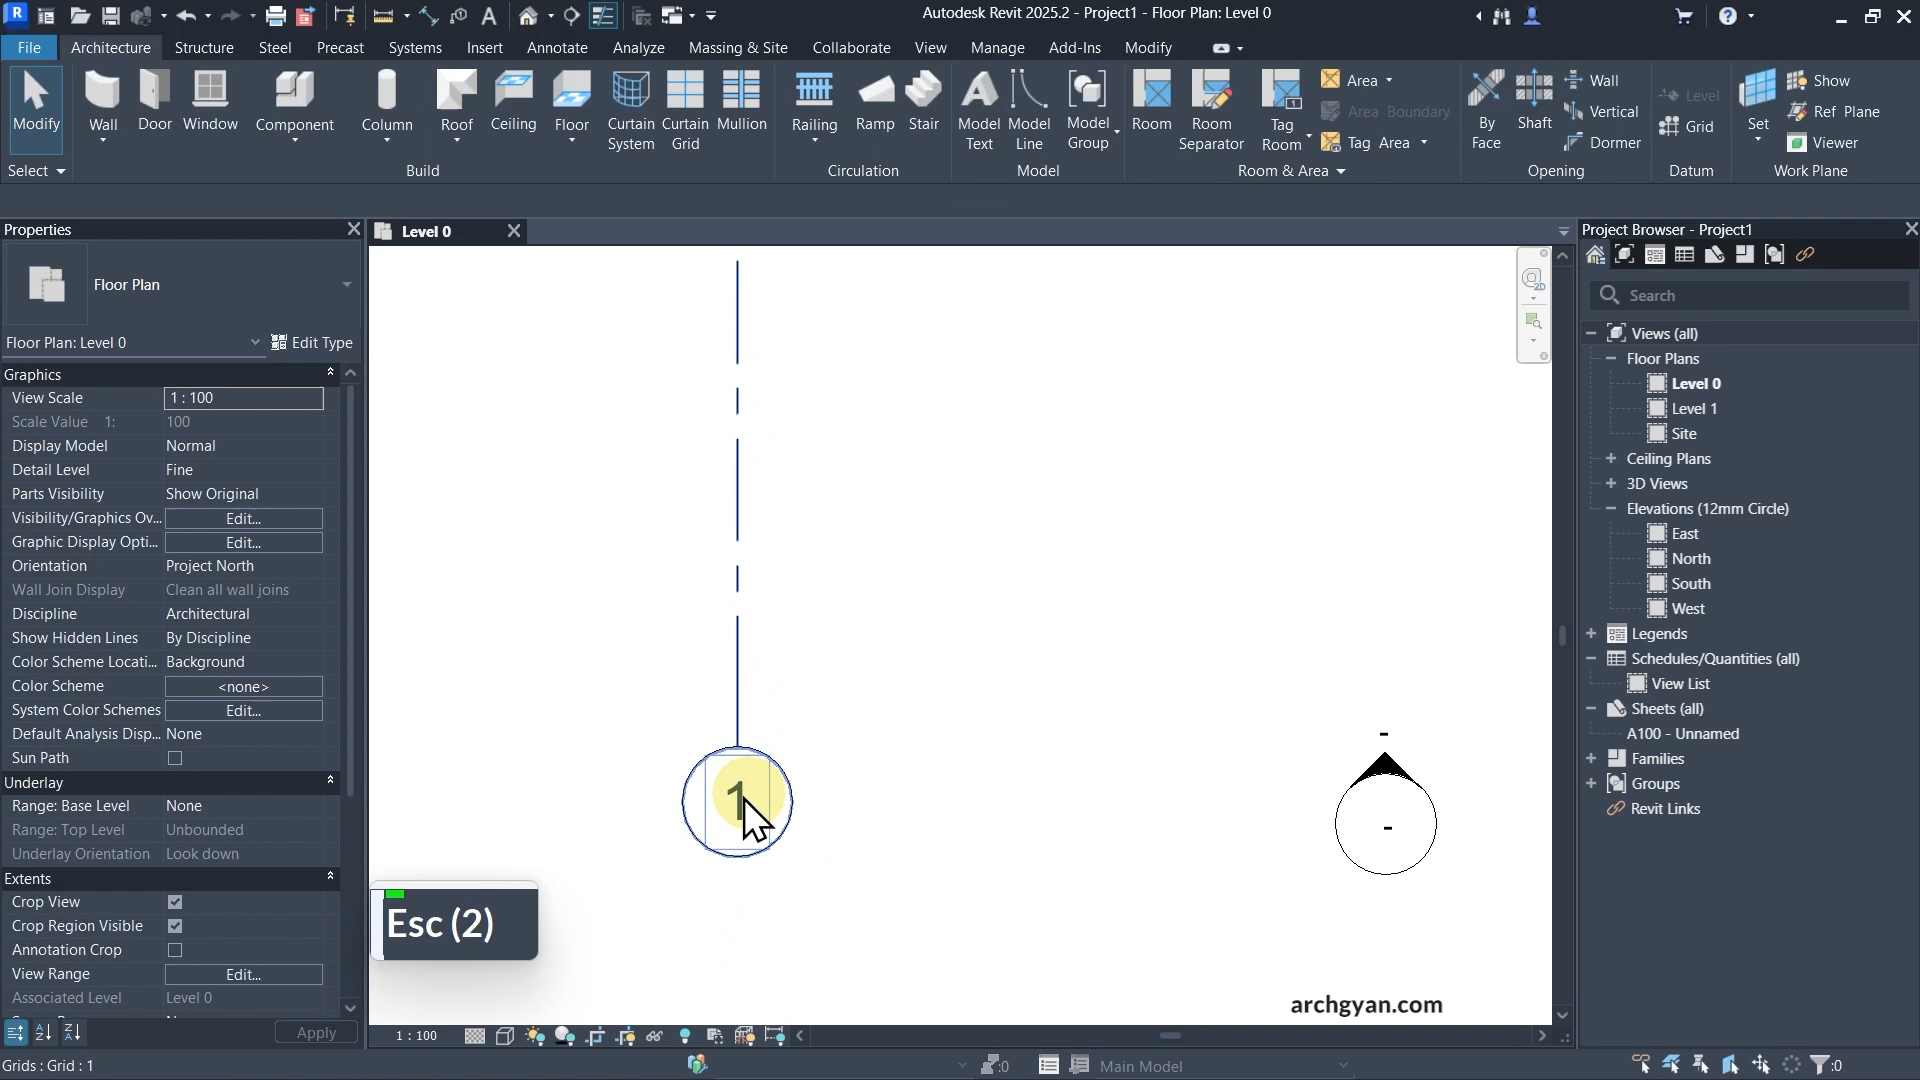 Autodesk Revit 2025.2 - Project1 - Floor Plan: Level 0
File Architecture Structure Steel Precast Systems Insert Annotate Analyze Massing & Site Collaborate View Manage Add-Ins Modify
Modify
Wall
Door
Window
Component
Column
Roof
Ceiling
Floor
Curtain System
Curtain Grid
Mullion
Railing
Ramp
Stair
Model Text
Model Line
Model Group
Room
Room Separator
Tag Room
Area
Area Boundary
Tag Area
By Face
Shaft
Wall
Vertical
Dormer
Level
Grid
Set
Show
Ref Plane
Viewer
Select
Build
Circulation
Model
Room & Area
Opening
Datum
Work Plane
Properties
Floor Plan
Floor Plan: Level 0
Edit Type
Graphics
View Scale 1 : 100
Scale Value 1: 100
Display Model Normal
Detail Level Fine
Parts Visibility Show Original
Visibility/Graphics Ov... Edit...
Graphic Display Opti... Edit...
Orientation Project North
Wall Join Display Clean all wall joins
Discipline Architectural
Show Hidden Lines By Discipline
Color Scheme Locati... Background
Color Scheme <none>
System Color Schemes Edit...
Default Analysis Disp... None
Sun Path
Underlay
Range: Base Level None
Range: Top Level Unbounded
Underlay Orientation Look down
Extents
Crop View
Crop Region Visible
Annotation Crop
View Range Edit...
Associated Level Level 0
Apply
Grids : Grid : 1
Level 0
2D
1
-
-
Esc (2)
archgyan.com
1 : 100
:0
Main Model
:0
Project Browser - Project1
Search
Views (all)
Floor Plans
Level 0
Level 1
Site
Ceiling Plans
3D Views
Elevations (12mm Circle)
East
North
South
West
Legends
Schedules/Quantities (all)
View List
Sheets (all)
A100 - Unnamed
Families
Groups
Revit Links